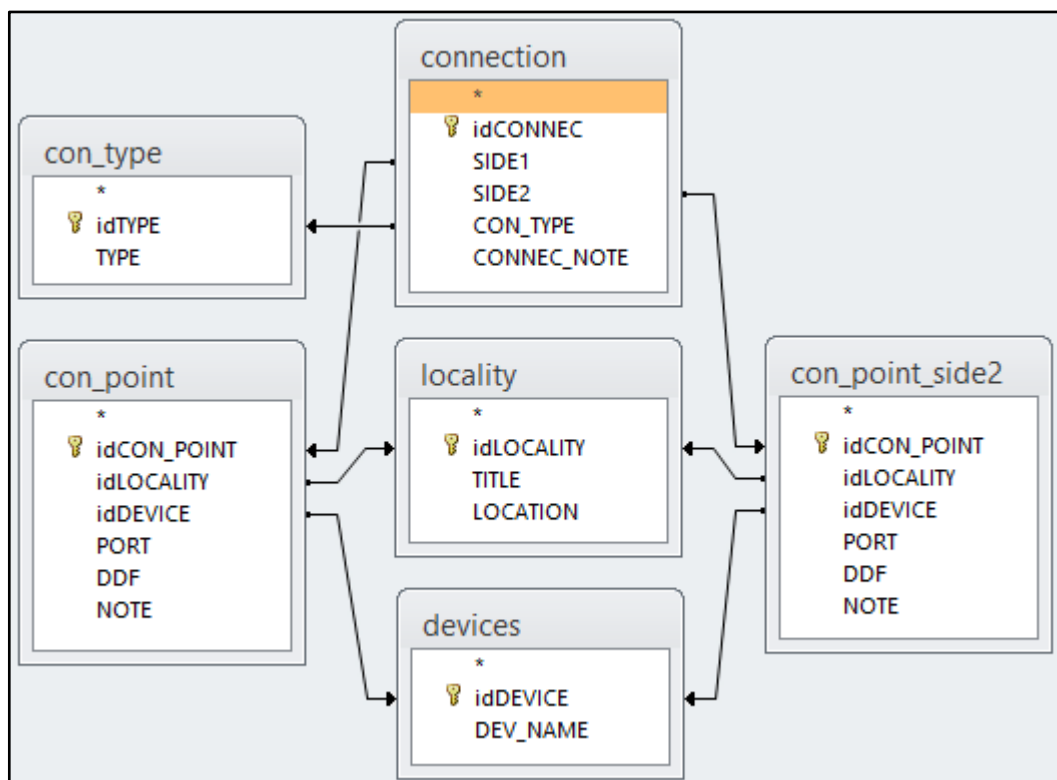 connection
*
idCONNEC
SIDE1
SIDE2
CON_TYPE
CONNEC_NOTE
con_type
*
idTYPE
TYPE
con_point
*
idCON_POINT
idLOCALITY
idDEVICE
PORT
DDF
NOTE
locality
*
idLOCALITY
TITLE
LOCATION
con_point_side2
*
idCON_POINT
idLOCALITY
idDEVICE
PORT
DDF
NOTE
devices
*
idDEVICE
DEV_NAME